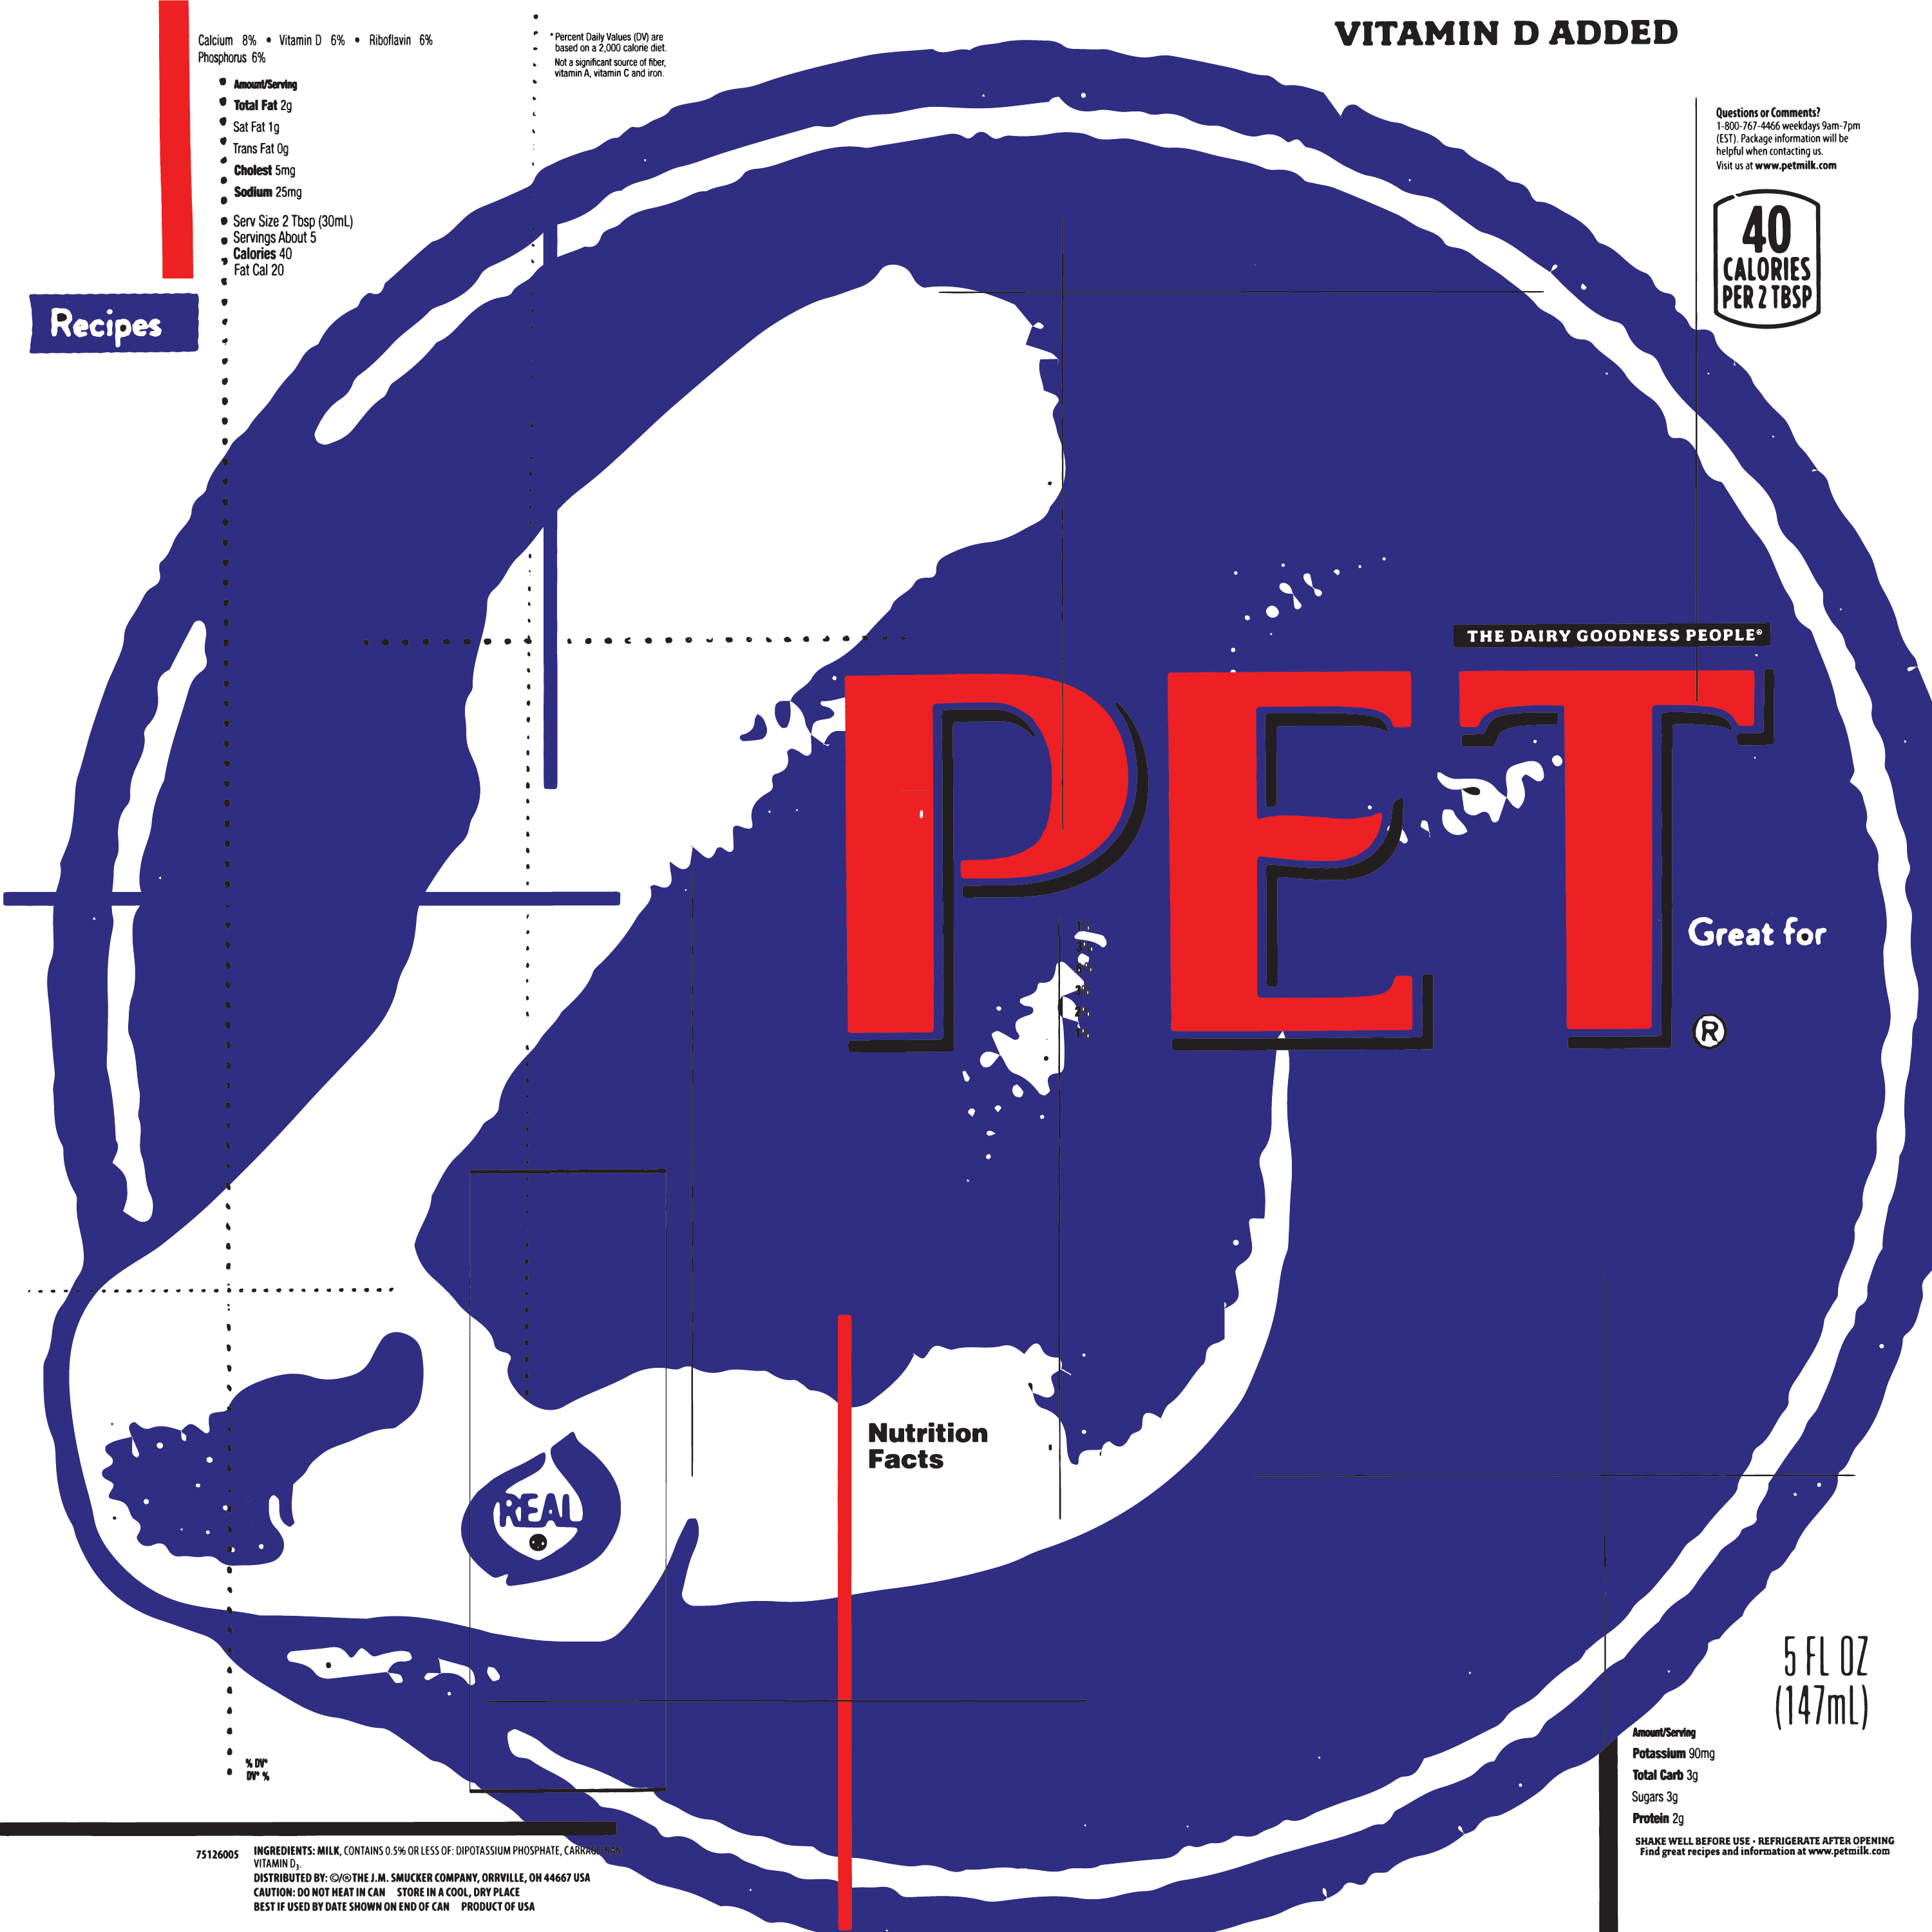 VITAMIN D ADDED
Calcium 8% • Vitamin D 6% • Riboflavin 6%
Phosphorus 6%
* Percent Daily Values (DV) are
based on a 2,000 calorie diet.
Not a significant source of fiber,
vitamin A, vitamin C and iron.
Amount/Serving
Total Fat 2g
Sat Fat 1g
Trans Fat 0g
Cholest 5mg
Sodium 25mg
Serv Size 2 Tbsp (30mL)
Servings About 5
Calories 40
Fat Cal 20
Recipes
Questions or Comments?
1-800-767-4466 weekdays 9am-7pm
(EST). Package information will be
helpful when contacting us.
Visit us at www.petmilk.com
40
CALORIES
PER 2 TBSP
THE DAIRY GOODNESS PEOPLE®
PET
Great for
®
Nutrition
Facts
REAL
5 FL OZ
(147mL)
Amount/Serving
Potassium 90mg
Total Carb 3g
Sugars 3g
Protein 2g
SHAKE WELL BEFORE USE • REFRIGERATE AFTER OPENING
Find great recipes and information at www.petmilk.com
% DV*
DV* %
75126005
INGREDIENTS: MILK, CONTAINS 0.5% OR LESS OF: DIPOTASSIUM PHOSPHATE, CARRAGEENAN,
VITAMIN D3.
DISTRIBUTED BY: ©/® THE J.M. SMUCKER COMPANY, ORRVILLE, OH 44667 USA
CAUTION: DO NOT HEAT IN CAN STORE IN A COOL, DRY PLACE
BEST IF USED BY DATE SHOWN ON END OF CAN PRODUCT OF USA